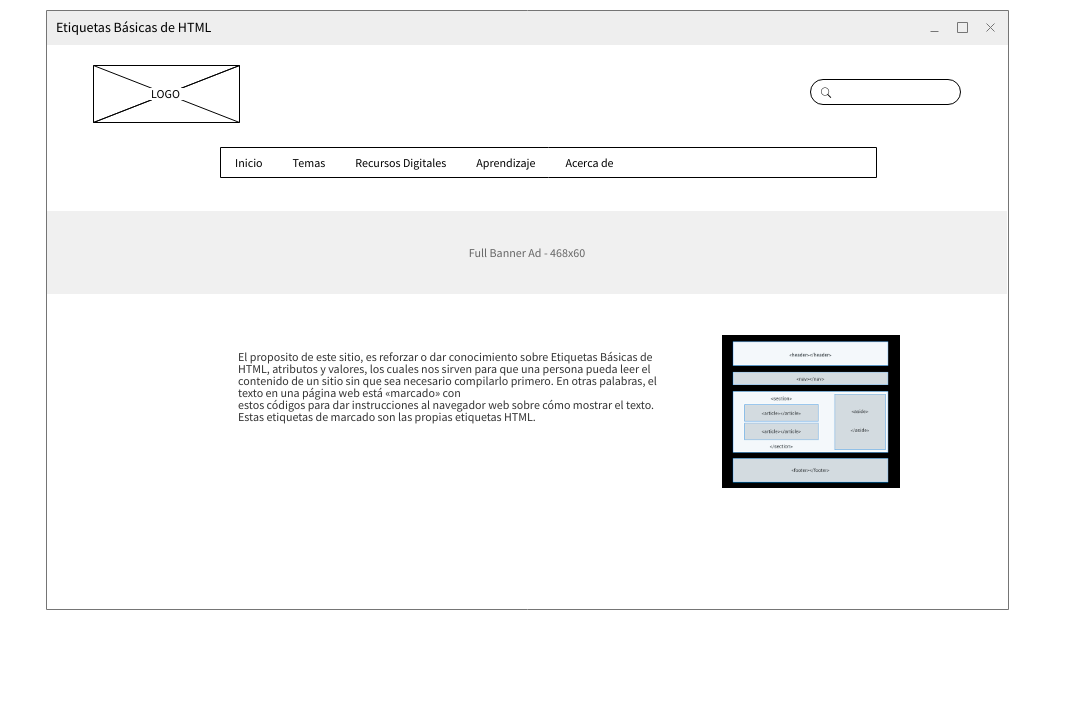 Etiquetas Básicas de HTML
LOGO
Inicio Temas Recursos Digitales Aprendizaje Acerca de
Full Banner Ad - 468x60
El proposito de este sitio, es reforzar o dar conocimiento sobre Etiquetas Básicas de
HTML, atributos y valores, los cuales nos sirven para que una persona pueda leer el
contenido de un sitio sin que sea necesario compilarlo primero. En otras palabras, el
texto en una página web está «marcado» con
estos códigos para dar instrucciones al navegador web sobre cómo mostrar el texto.
Estas etiquetas de marcado son las propias etiquetas HTML.
<header></header>
<nav></nav>
<section>
<article></article>
<article></article>
</section>
<aside>
</aside>
<footer></footer>